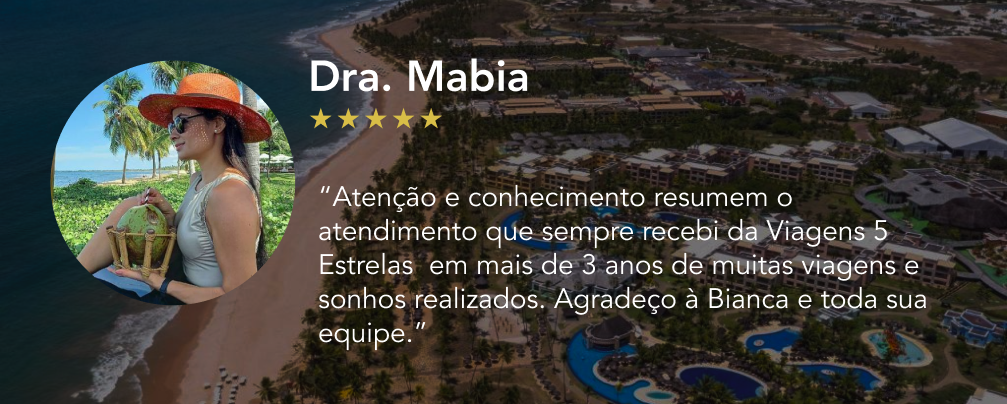 Dra. Mabia
★★★★★
“Atenção e conhecimento resumem o
atendimento que sempre recebi da Viagens 5
Estrelas  em mais de 3 anos de muitas viagens e
sonhos realizados. Agradeço à Bianca e toda sua
equipe.”